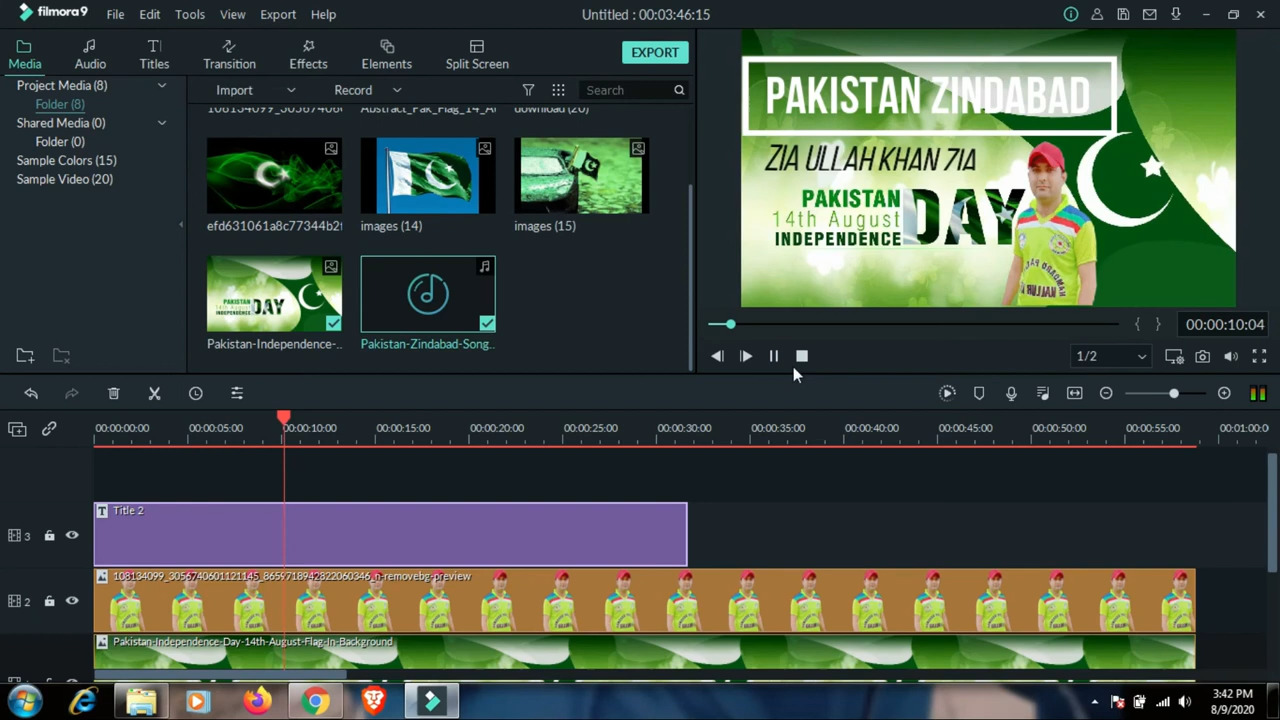 filmora9
File Edit Tools View Export Help
Untitled : 00:03:46:15
Media Audio Titles Transition Effects Elements Split Screen
EXPORT
Project Media (8)
Folder (8)
Shared Media (0)
Folder (0)
Sample Colors (15)
Sample Video (20)
Import Record Search
download (20)
efd631061a8c77344b2f
images (14)
images (15)
Pakistan-Independence-..
Pakistan-Zindabad-Song..
PAKISTAN ZINDABAD
ZIA ULLAH KHAN ZIA
PAKISTAN
14th August
INDEPENDENCE
DAY
00:00:10:04
1/2
00:00:00:00 00:00:05:00 00:00:10:00 00:00:15:00 00:00:20:00 00:00:25:00 00:00:30:00 00:00:35:00 00:00:40:00 00:00:45:00 00:00:50:00 00:00:55:00 00:01:00:0
3
Title 2
2
108134099_3056740601121145_8659718942822060346_n-removebg-preview
Pakistan-Independence-Day-14th-August-Flag-In-Background
3:42 PM
8/9/2020